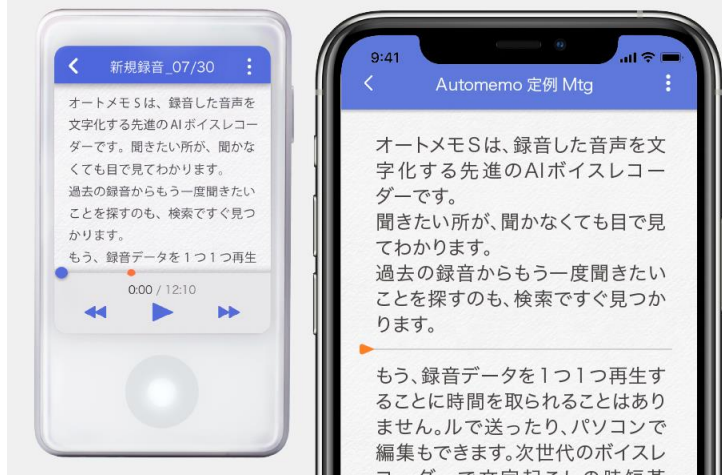 新規録音_07/30
オートメモSは、録音した音声を
文字化する先進のAIボイスレコー
ダーです。聞きたい所が、聞かな
くても目で見てわかります。
過去の録音からもう一度聞きたい
ことを探すのも、検索ですぐ見つ
かります。
もう、録音データを1つ1つ再生
0:00 / 12:10
9:41
Automemo 定例 Mtg
オートメモSは、録音した音声を文
字化する先進のAIボイスレコー
ダーです。
聞きたい所が、聞かなくても目で見
てわかります。
過去の録音からもう一度聞きたい
ことを探すのも、検索ですぐ見つか
ります。
もう、録音データを1つ1つ再生す
ることに時間を取られることはあり
ません。ルで送ったり、パソコンで
編集もできます。次世代のボイスレ